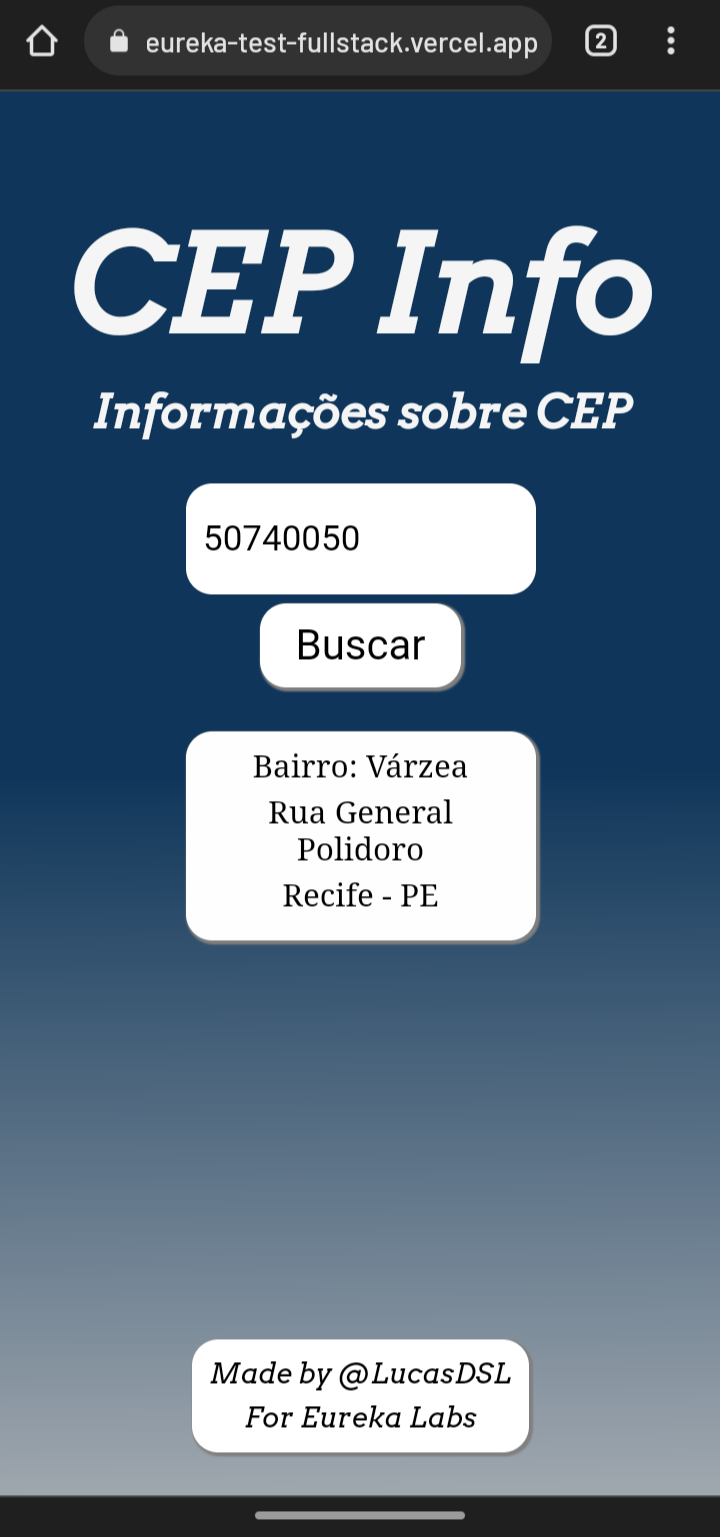 eureka-test-fullstack.vercel.app
2
CEP Info
Informações sobre CEP
50740050
Buscar
Bairro: Várzea
Rua General
Polidoro
Recife - PE
Made by @LucasDSL
For Eureka Labs